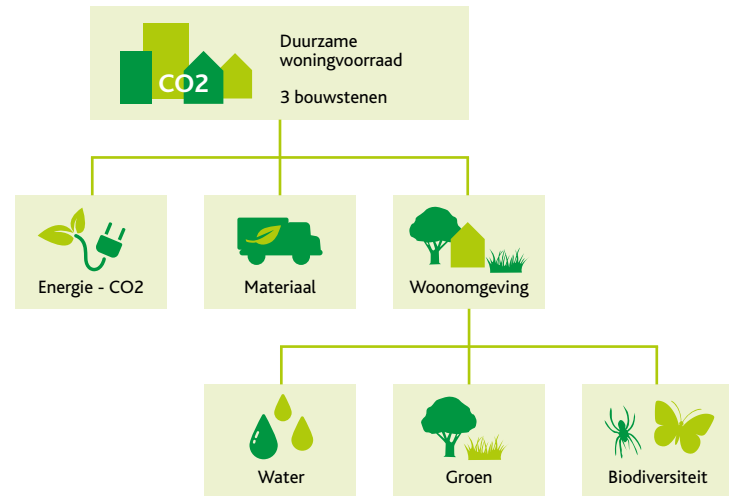 CO2
Duurzame
woningvoorraad
3 bouwstenen
Energie - CO2
Materiaal
Woonomgeving
Water
Groen
Biodiversiteit